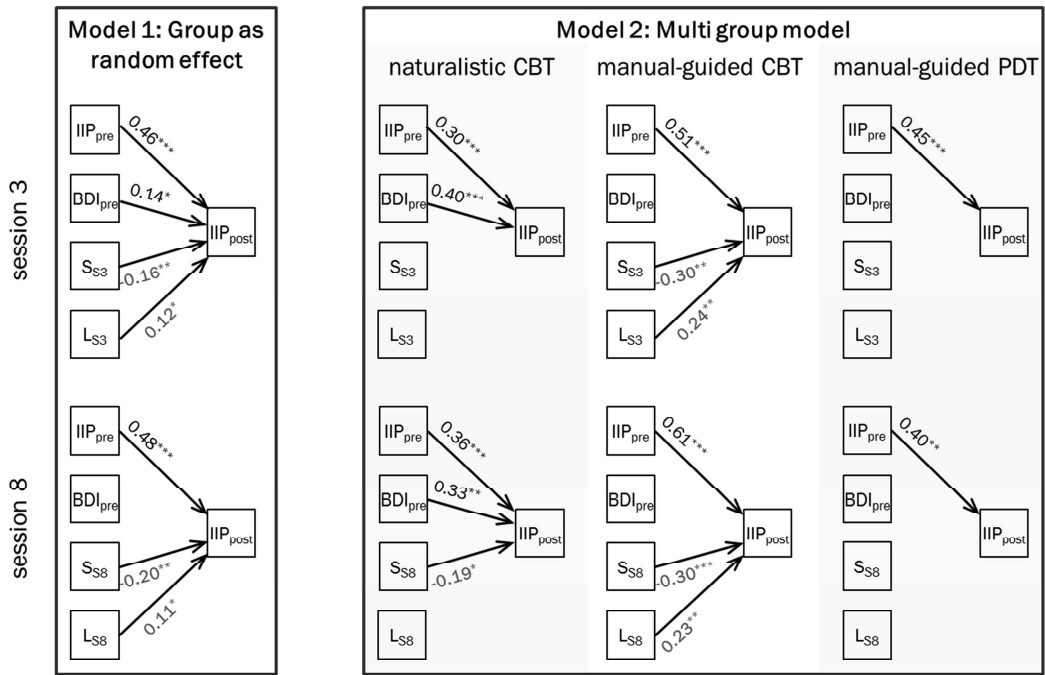 Model 1: Group as
random effect
Model 2: Multi group model
naturalistic CBT
manual-guided CBT
manual-guided PDT
session 3
IIPpre
0.46***
BDIpre
0.14*
IIPpost
SS3
-0.16**
LS3
0.12*
IIPpre
0.30***
BDIpre
0.40***
IIPpost
SS3
LS3
IIPpre
0.51***
BDIpre
IIPpost
SS3
-0.30**
LS3
0.24**
IIPpre
0.45***
BDIpre
IIPpost
SS3
LS3
session 8
IIPpre
0.48***
BDIpre
IIPpost
SS8
-0.20**
LS8
0.11*
IIPpre
0.36***
BDIpre
0.33**
IIPpost
SS8
-0.19*
LS8
IIPpre
0.61***
BDIpre
IIPpost
SS8
-0.30***
LS8
0.23**
IIPpre
0.40**
BDIpre
IIPpost
SS8
LS8